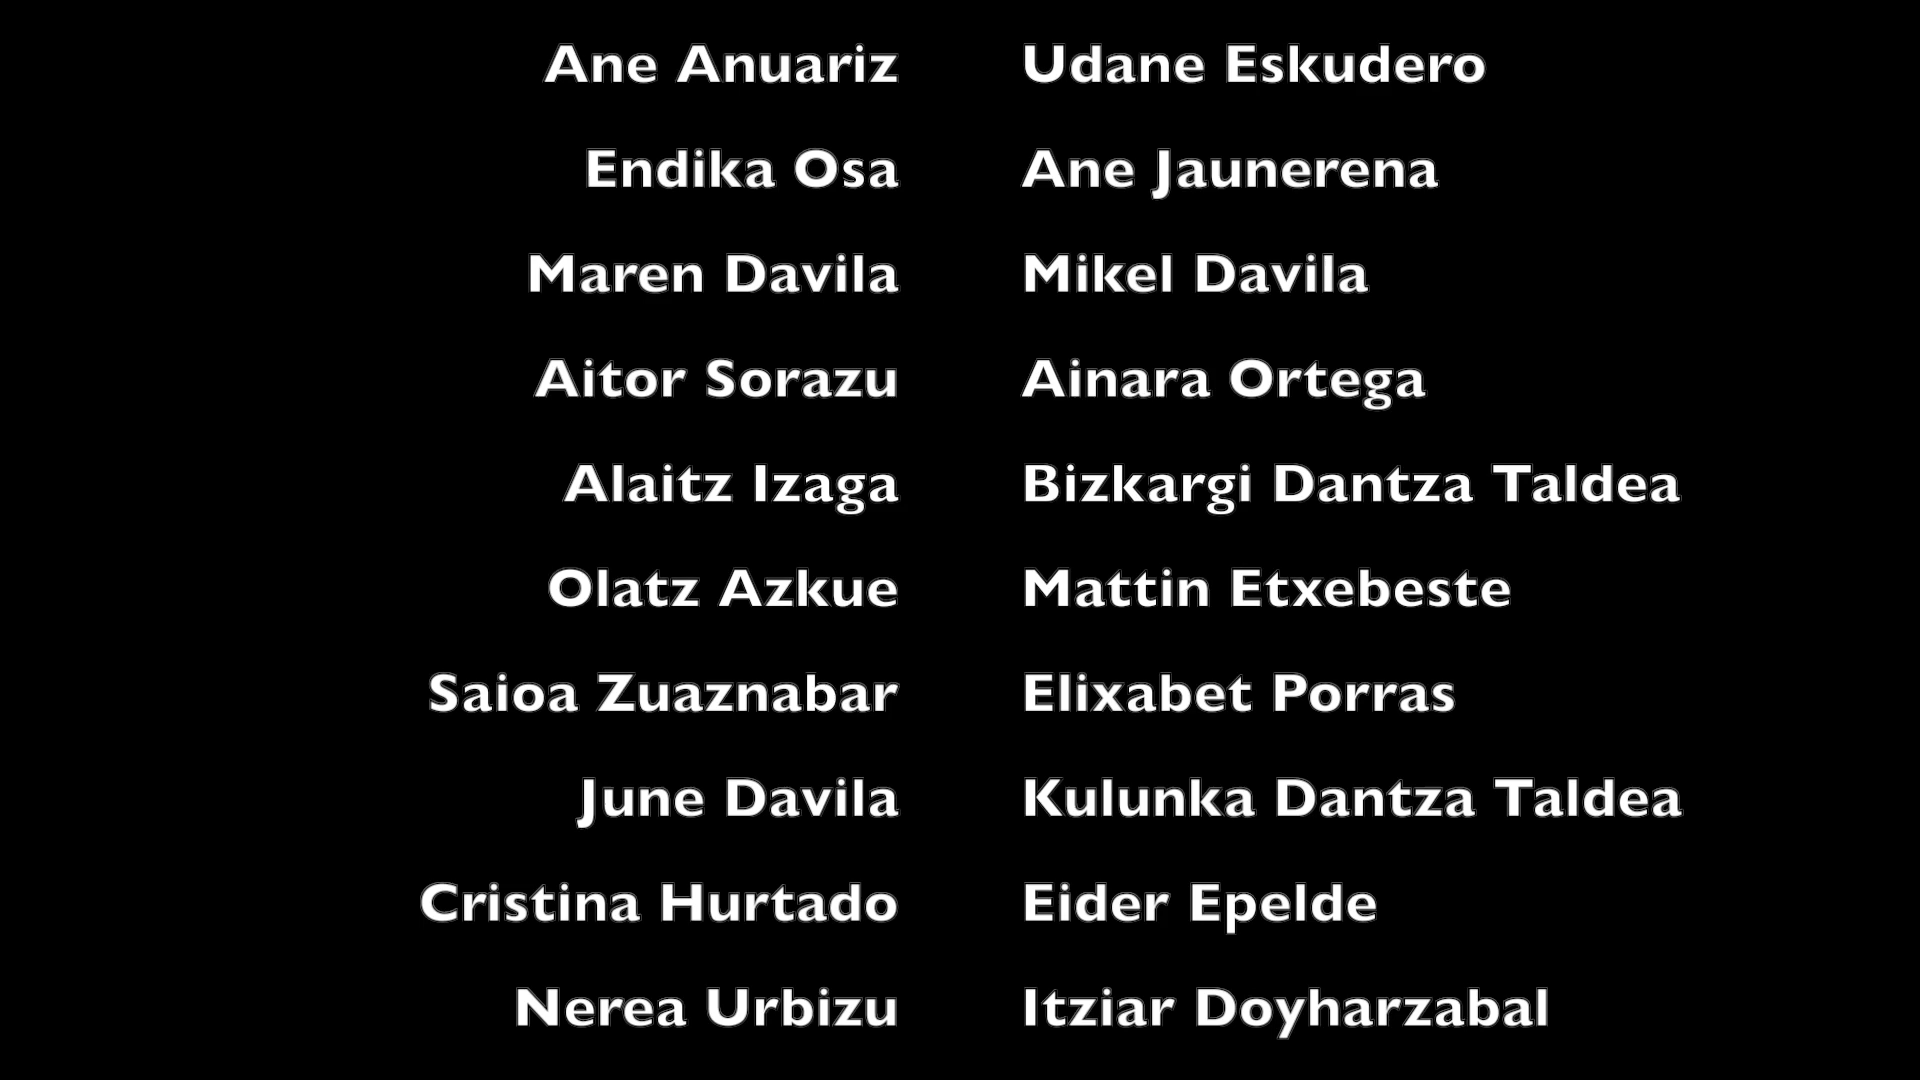 Ane Anuariz Udane Eskudero
Endika Osa Ane Jaunerena
Maren Davila Mikel Davila
Aitor Sorazu Ainara Ortega
Alaitz Izaga Bizkargi Dantza Taldea
Olatz Azkue Mattin Etxebeste
Saioa Zuaznabar Elixabet Porras
June Davila Kulunka Dantza Taldea
Cristina Hurtado Eider Epelde
Nerea Urbizu Itziar Doyharzabal